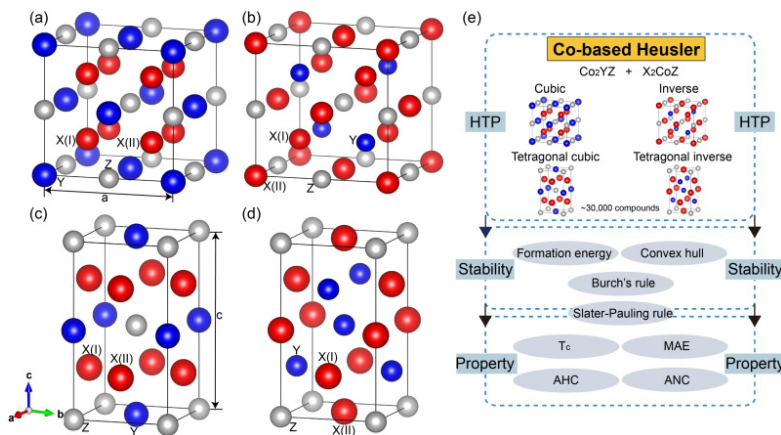 (a)
X(I)
X(II)
Z
Y
a
(b)
X(I)
Y
X(II)
Z
(c)
c
X(I)
X(II)
Z
Y
c
a
b
(d)
Y
X(I)
Z
X(II)
(e)
Co-based Heusler
Co2YZ + X2CoZ
Cubic Inverse
HTP HTP
Tetragonal cubic Tetragonal inverse
~30,000 compounds
Formation energy Convex hull
Stability Stability
Burch's rule
Slater-Pauling rule
Tc MAE
Property Property
AHC ANC